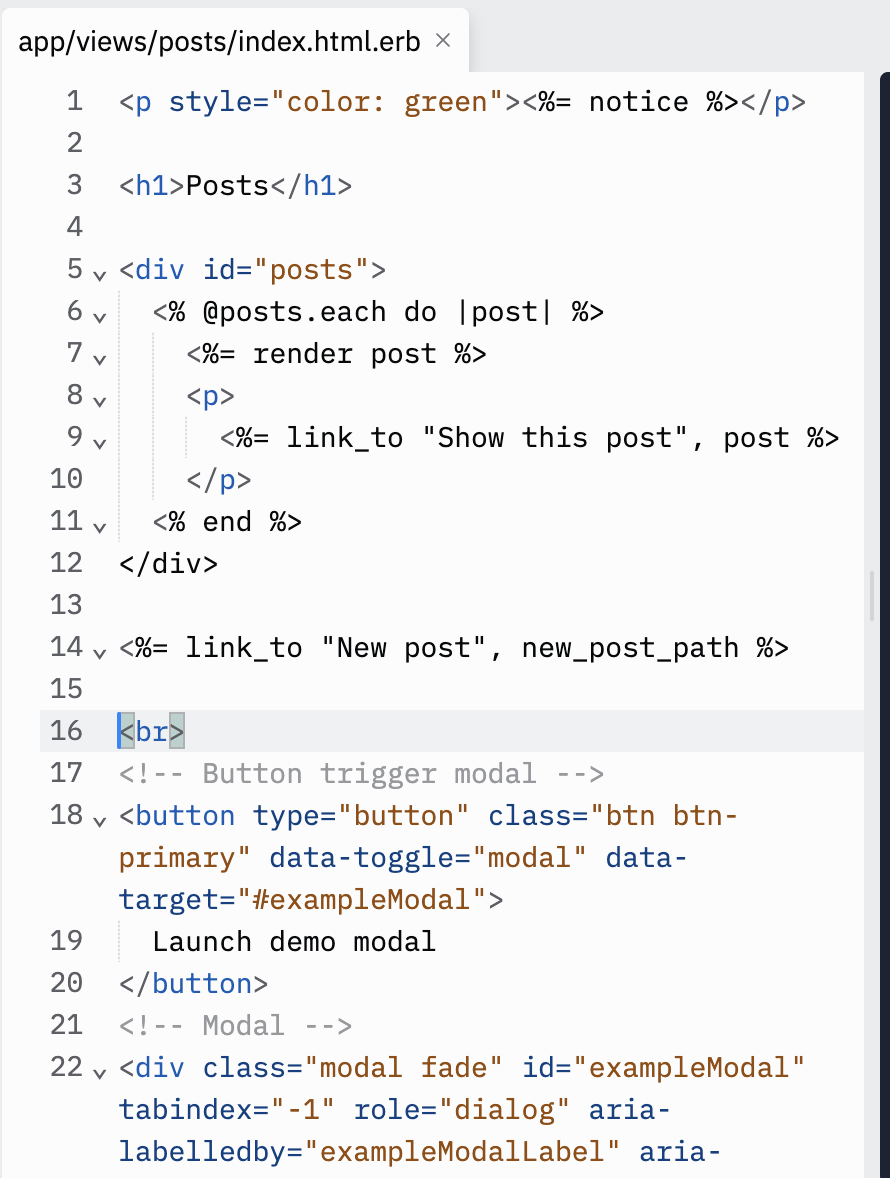 app/views/posts/index.html.erb ×
1 <p style="color: green"><%= notice %></p>
2
3 <h1>Posts</h1>
4
5 <div id="posts">
6   <% @posts.each do |post| %>
7     <%= render post %>
8     <p>
9       <%= link_to "Show this post", post %>
10     </p>
11   <% end %>
12 </div>
13
14 <%= link_to "New post", new_post_path %>
15
16 <br>
17 <!-- Button trigger modal -->
18 <button type="button" class="btn btn-
primary" data-toggle="modal" data-
target="#exampleModal">
19   Launch demo modal
20 </button>
21 <!-- Modal -->
22 <div class="modal fade" id="exampleModal"
tabindex="-1" role="dialog" aria-
labelledby="exampleModalLabel" aria-